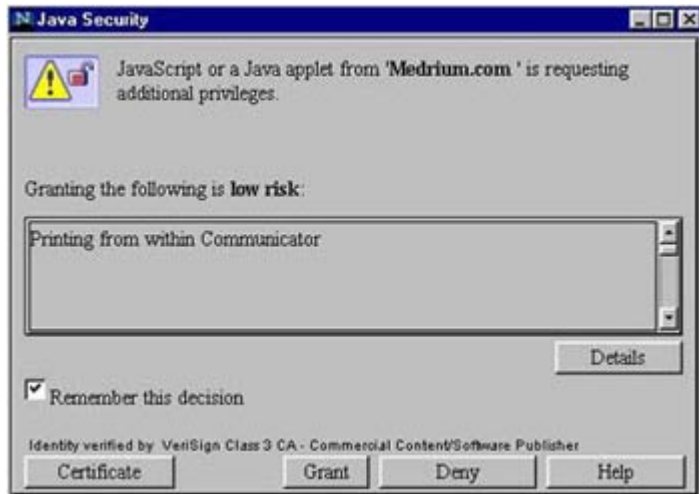 Java Security
JavaScript or a Java applet from 'Medrium.com ' is requesting
additional privileges.
Granting the following is low risk:
Printing from within Communicator
Details
Remember this decision
Identity verified by VeriSign Class 3 CA - Commercial Content/Software Publisher
Certificate Grant Deny Help